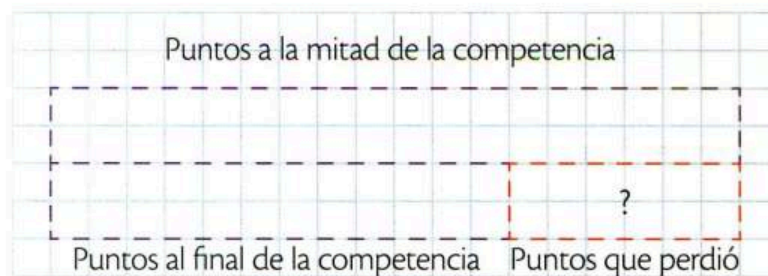 Puntos a la mitad de la competencia
?
Puntos al final de la competencia Puntos que perdió